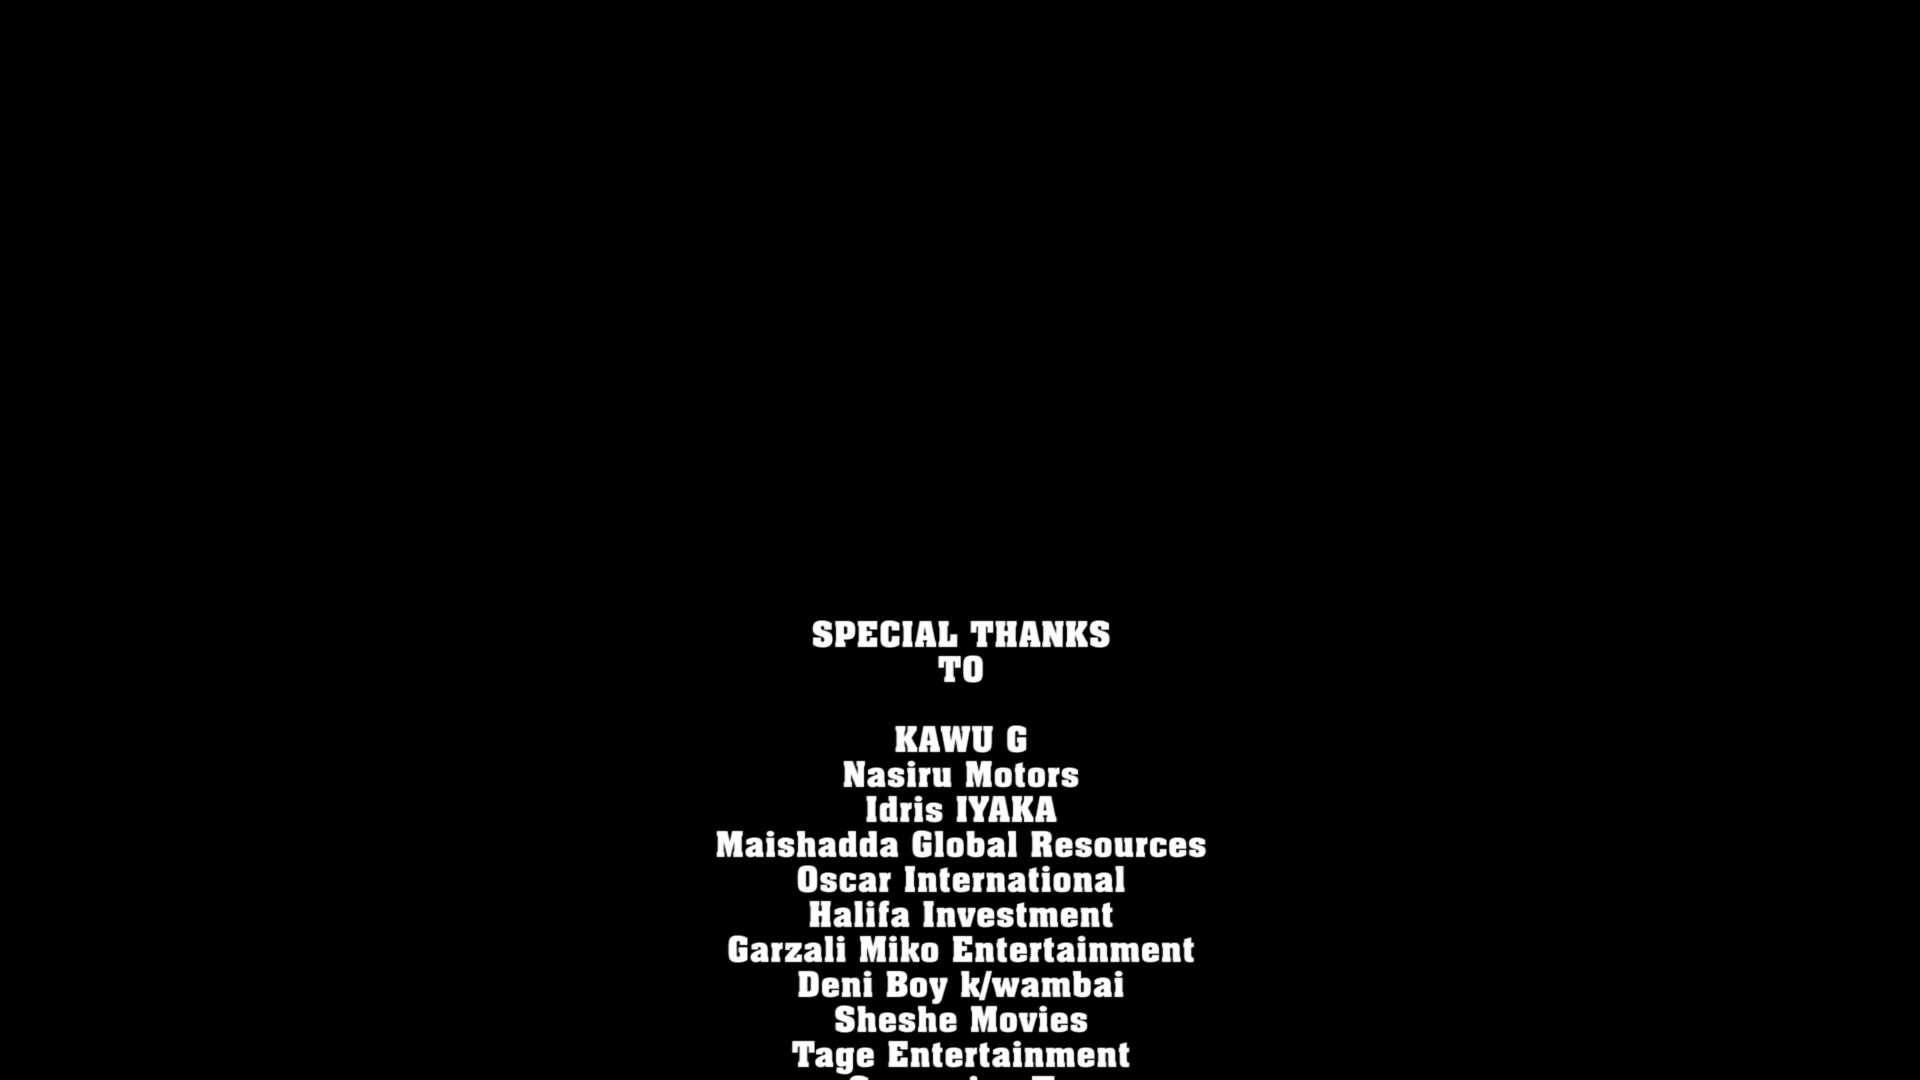 SPECIAL THANKS
TO
KAWU G
Nasiru Motors
Idris IYAKA
Maishadda Global Resources
Oscar International
Halifa Investment
Garzali Miko Entertainment
Deni Boy k/wambai
Sheshe Movies
Tage Entertainment